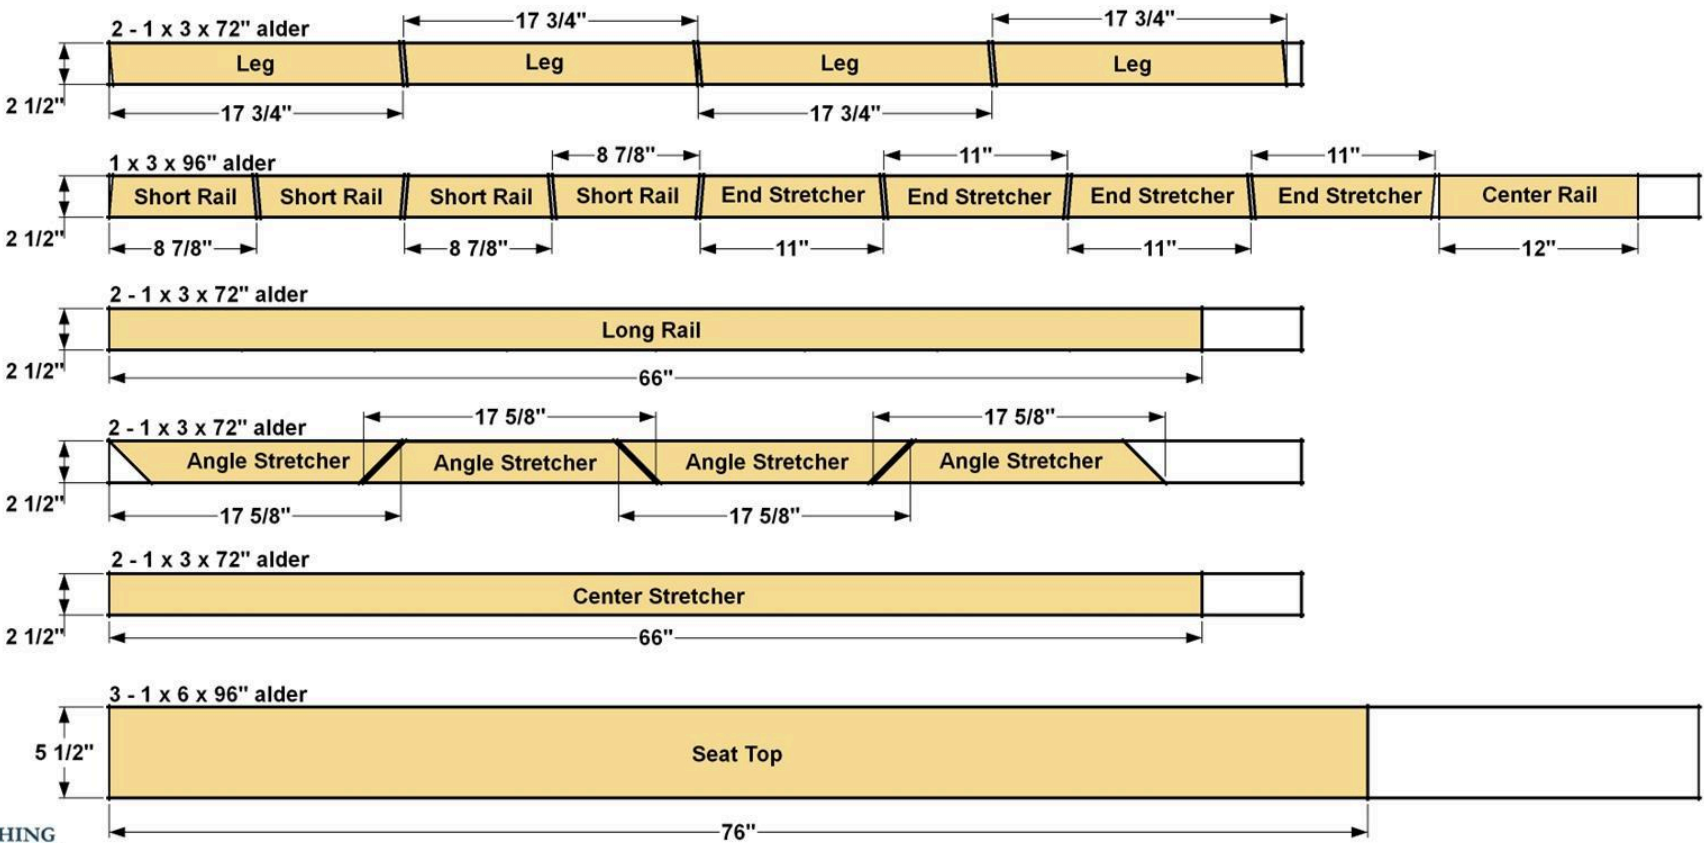 17 3/4" 17 3/4"
2 - 1 x 3 x 72" alder
Leg Leg Leg Leg
2 1/2"
17 3/4" 17 3/4"
8 7/8" 11" 11"
1 x 3 x 96" alder
Short Rail Short Rail Short Rail Short Rail End Stretcher End Stretcher End Stretcher End Stretcher Center Rail
2 1/2"
8 7/8" 8 7/8" 11" 11" 12"
2 - 1 x 3 x 72" alder
Long Rail
2 1/2"
66"
17 5/8" 17 5/8"
2 - 1 x 3 x 72" alder
Angle Stretcher Angle Stretcher Angle Stretcher Angle Stretcher
2 1/2"
17 5/8" 17 5/8"
2 - 1 x 3 x 72" alder
Center Stretcher
2 1/2"
66"
3 - 1 x 6 x 96" alder
5 1/2"
Seat Top
76"
HING